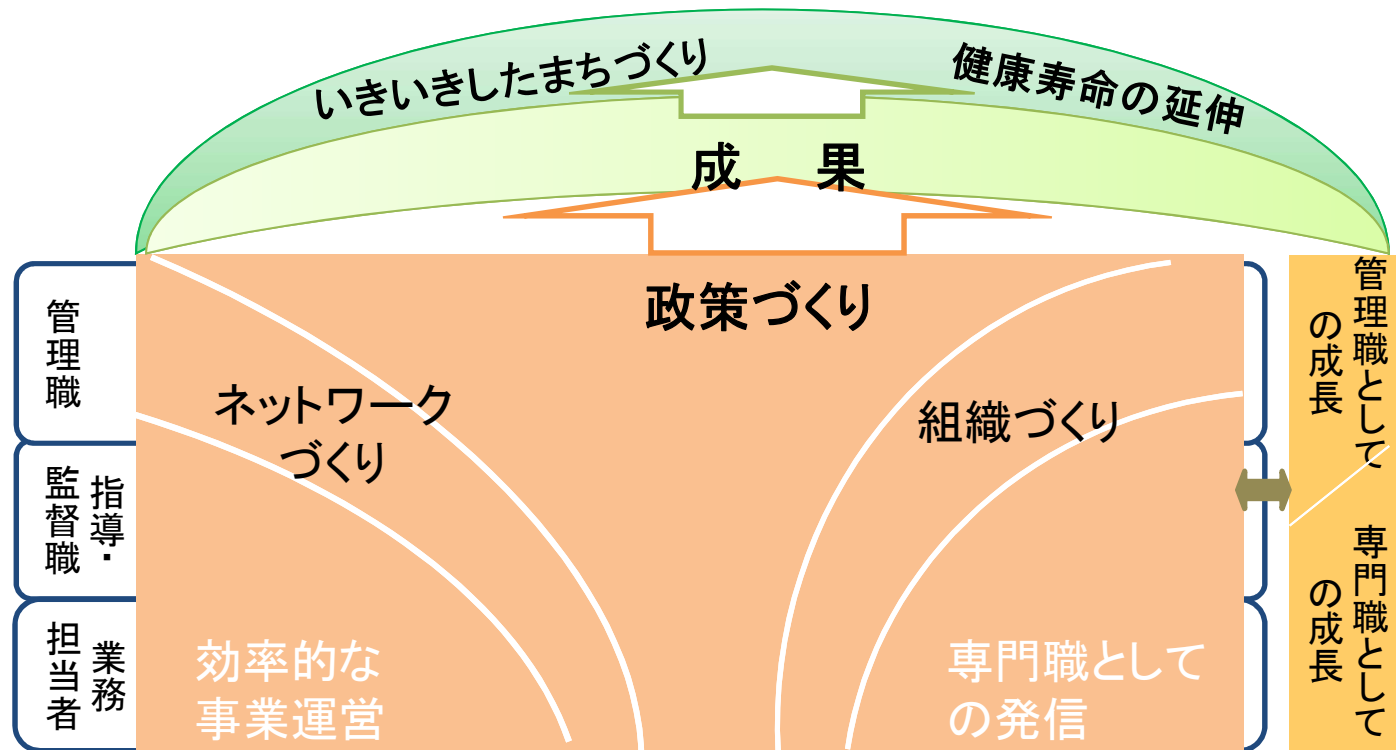 いきいきしたまちづくり
健康寿命の延伸
成　果
政策づくり
管理職
指導・
監督職
業務
担当者
ネットワーク
づくり
組織づくり
効率的な
事業運営
専門職として
の発信
管理職として
の成長
専門職として
の成長